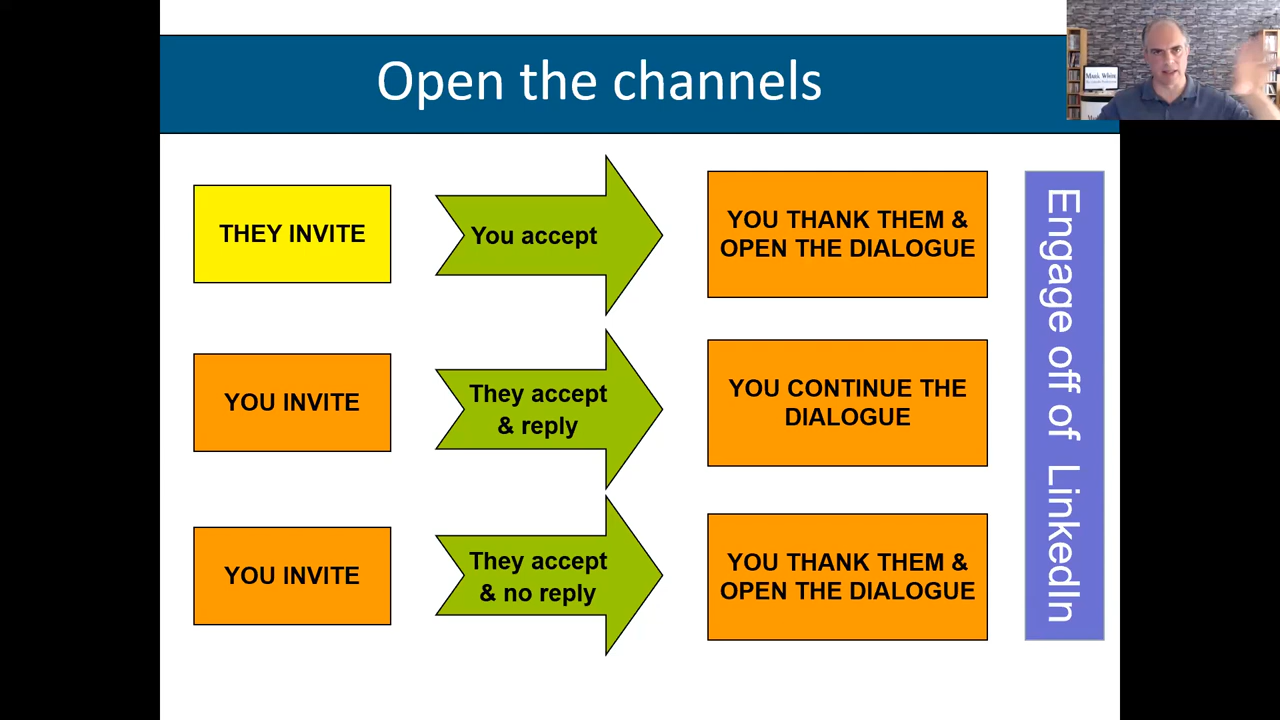 Open the channels
THEY INVITE
You accept
YOU THANK THEM &
OPEN THE DIALOGUE
YOU INVITE
They accept
& reply
YOU CONTINUE THE
DIALOGUE
YOU INVITE
They accept
& no reply
YOU THANK THEM &
OPEN THE DIALOGUE
Engage off of LinkedIn
Mark White